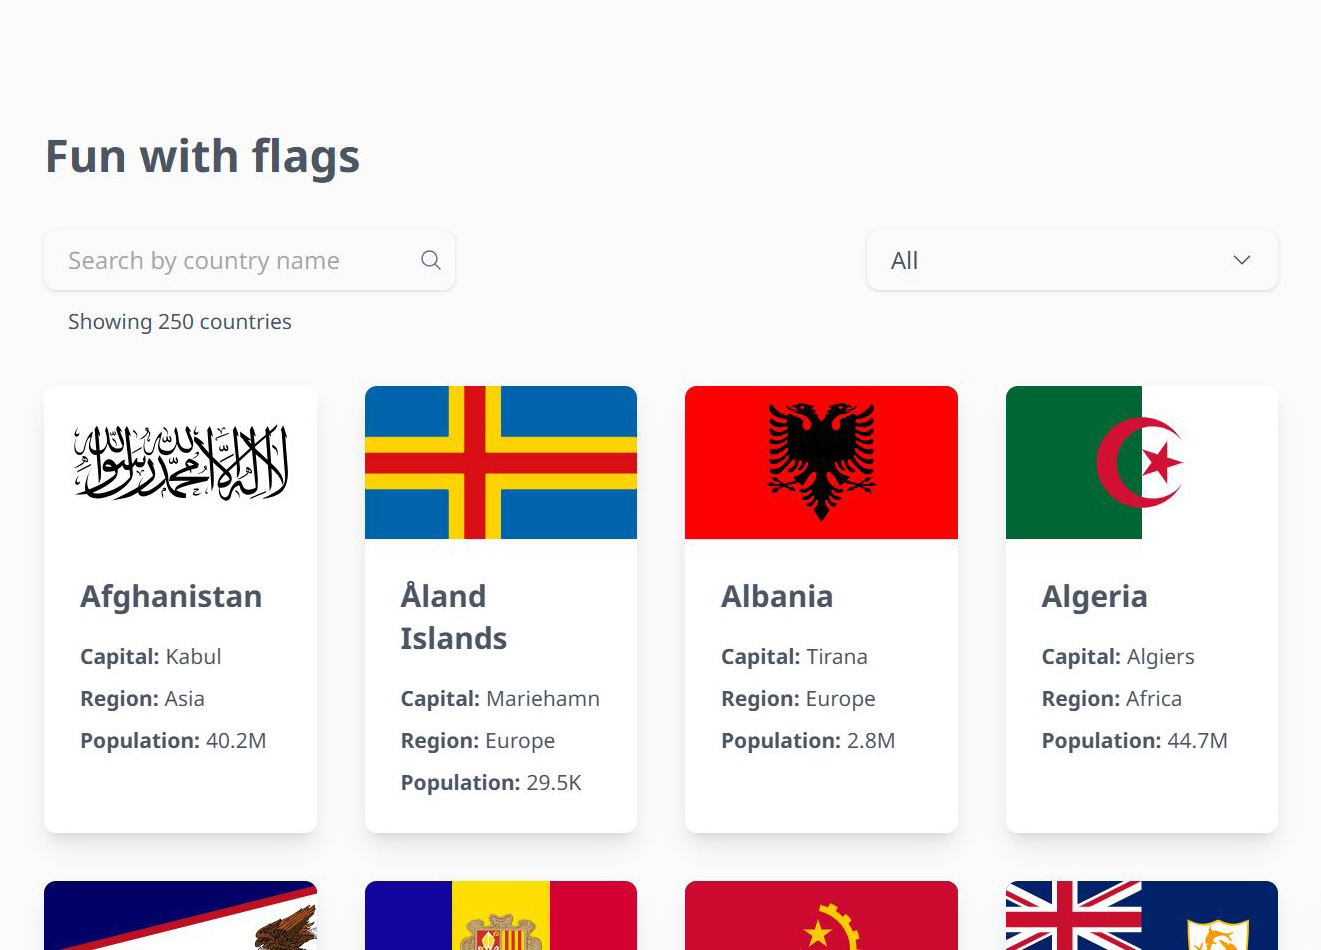 Fun with flags
Search by country name
All
Showing 250 countries
لا إله إلا الله محمد رسول الله
Afghanistan
Capital: Kabul
Region: Asia
Population: 40.2M
Åland
Islands
Capital: Mariehamn
Region: Europe
Population: 29.5K
Albania
Capital: Tirana
Region: Europe
Population: 2.8M
Algeria
Capital: Algiers
Region: Africa
Population: 44.7M